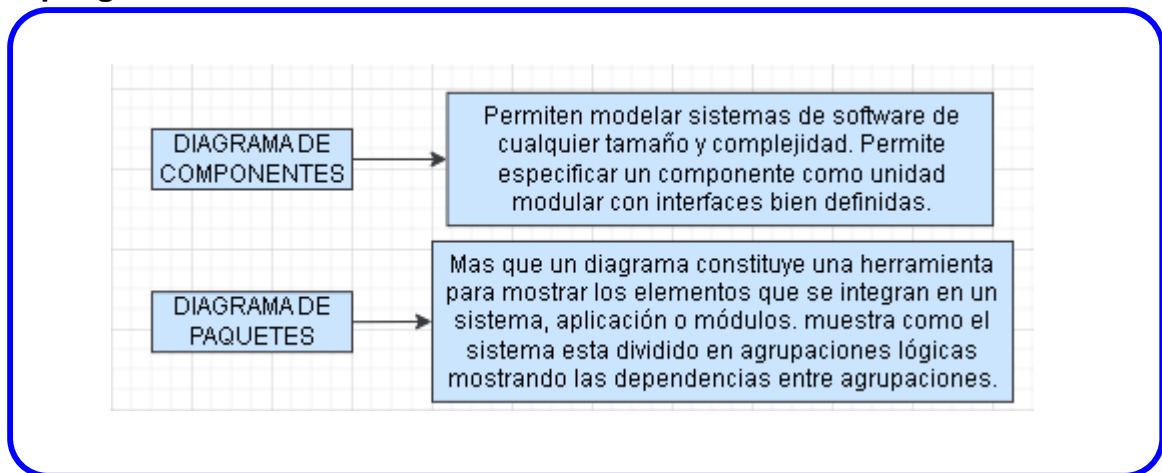 DIAGRAMA DE
COMPONENTES
Permiten modelar sistemas de software de
cualquier tamaño y complejidad. Permite
especificar un componente como unidad
modular con interfaces bien definidas.
DIAGRAMA DE
PAQUETES
Mas que un diagrama constituye una herramienta
para mostrar los elementos que se integran en un
sistema, aplicación o módulos. muestra como el
sistema esta dividido en agrupaciones lógicas
mostrando las dependencias entre agrupaciones.